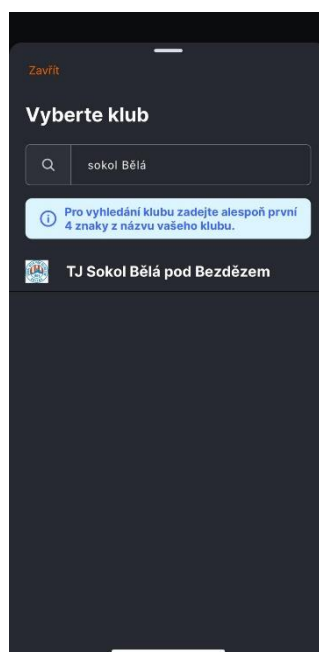 Zavřít
Vyberte klub
sokol Bělá
Pro vyhledání klubu zadejte alespoň první
4 znaky z názvu vašeho klubu.
TJ Sokol Bělá pod Bezdězem